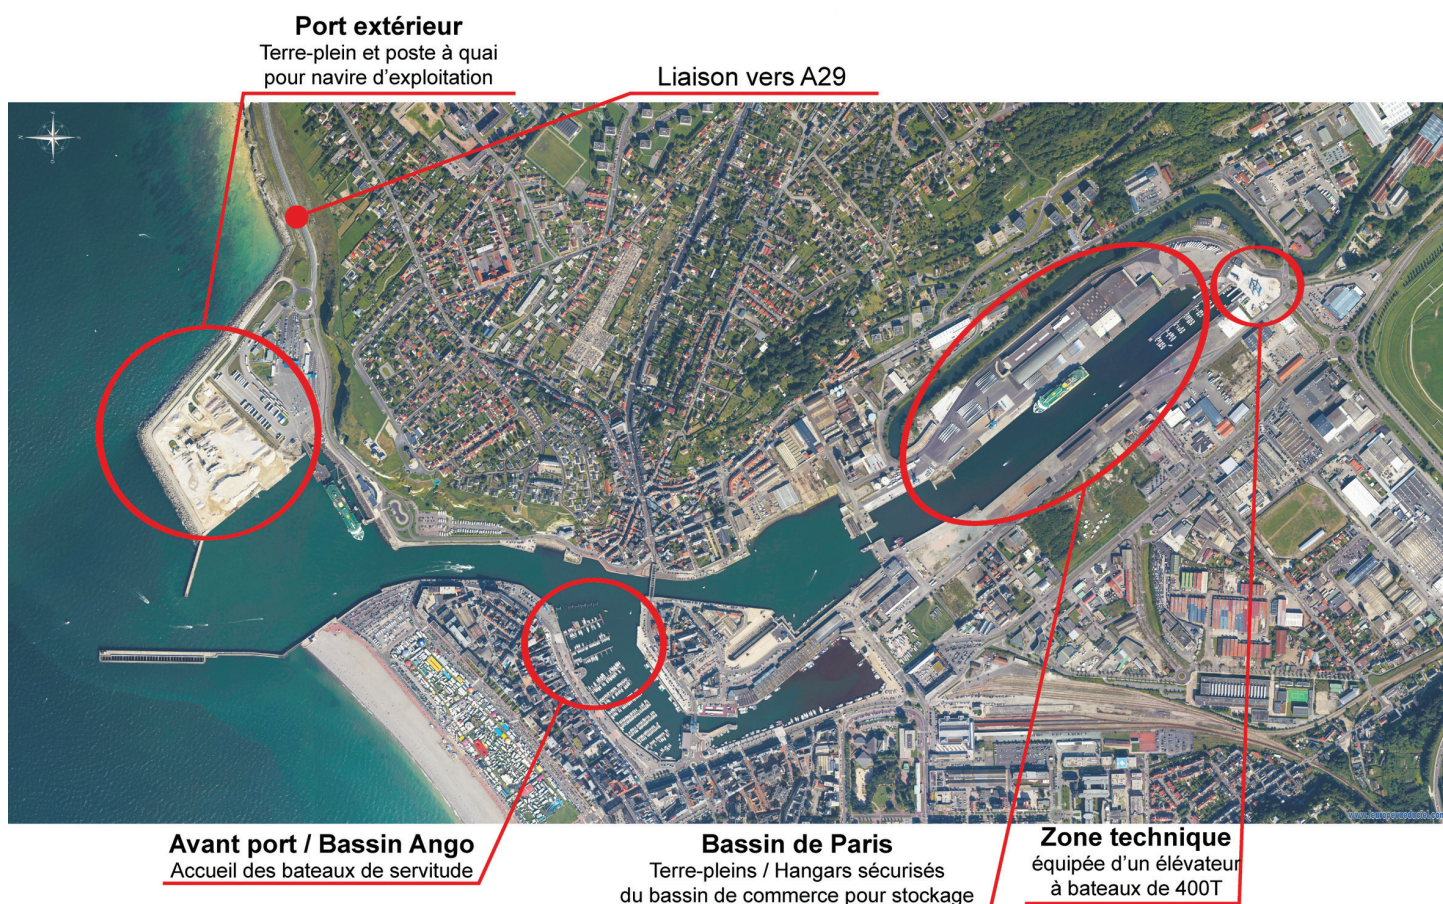 Port extérieur
Terre-plein et poste à quai
pour navire d’exploitation
Liaison vers A29
Avant port / Bassin Ango
Accueil des bateaux de servitude
Bassin de Paris
Terre-pleins / Hangars sécurisés
du bassin de commerce pour stockage
Zone technique
équipée d’un élévateur
à bateaux de 400T